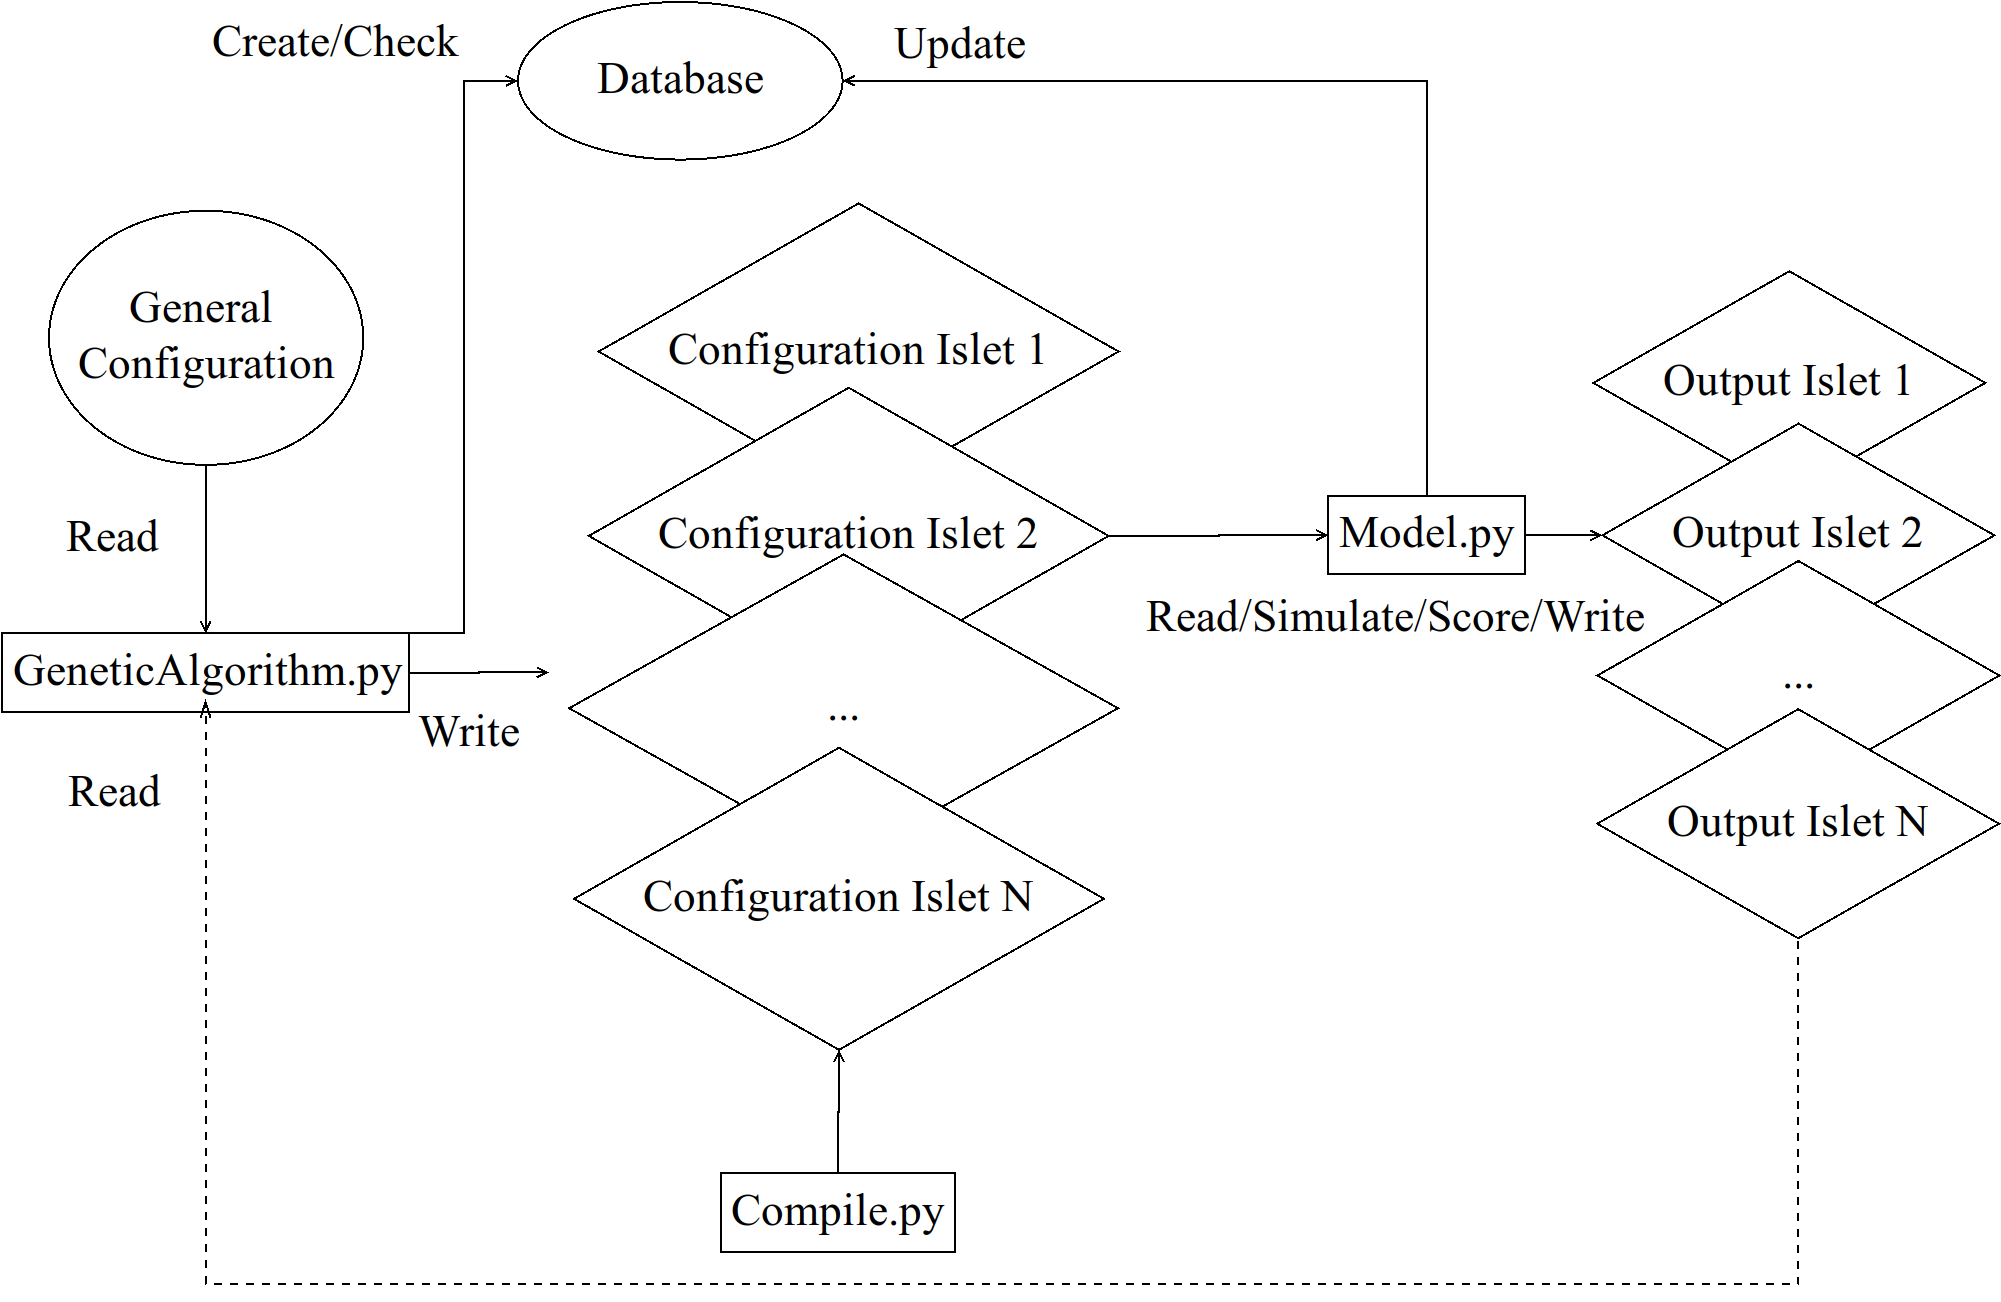 Create/Check
Database
Update
General
Configuration
Configuration Islet 1
Output Islet 1
Read
Configuration Islet 2
Model.py
Output Islet 2
Read/Simulate/Score/Write
GeneticAlgorithm.py
Write
...
...
Read
Configuration Islet N
Output Islet N
Compile.py